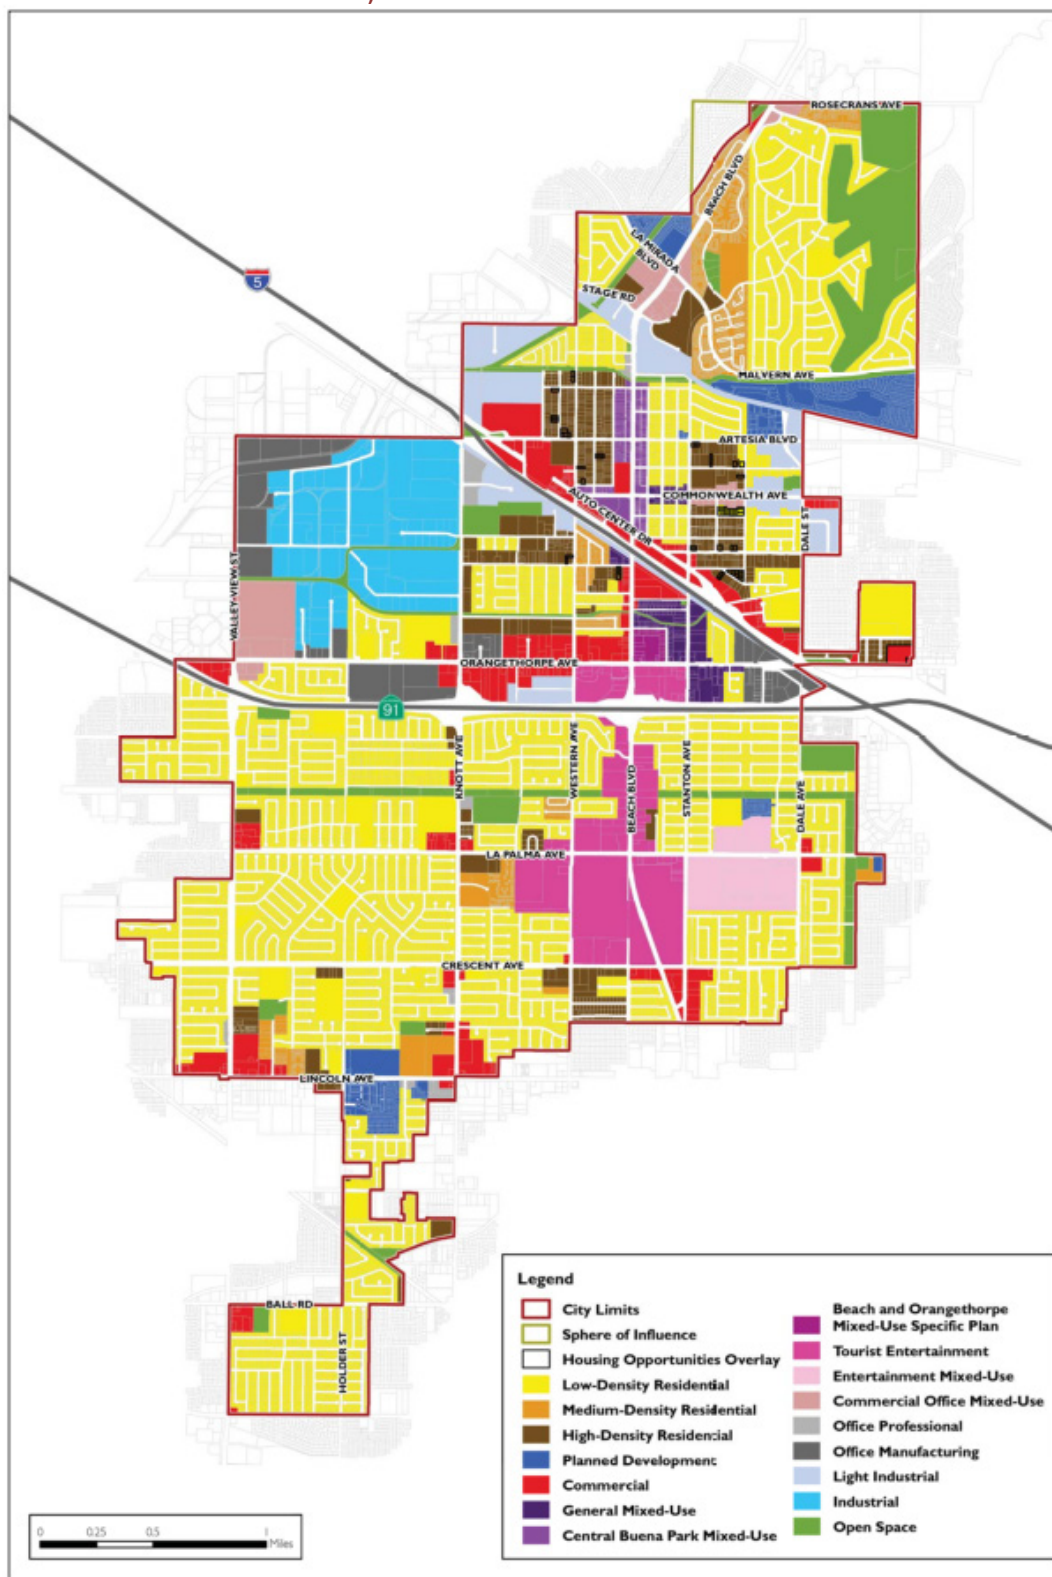 ROSECRANS AVE
BEACH BLVD
LA MIRADA
BLVD
5
STAGE RD
MALVERN AVE
ARTESIA BLVD
COMMONWEALTH AVE
AUTO CENTER DR
DALE ST
VALLEY VIEW ST
ORANGETHORPE AVE
91
KNOTT AVE
WESTERN AVE
BEACH BLVD
STANTON AVE
DALE AVE
LA PALMA AVE
CRESCENT AVE
LINCOLN AVE
BALL RD
HOLDER ST
Legend
City Limits
Sphere of Influence
Housing Opportunities Overlay
Low-Density Residential
Medium-Density Residential
High-Density Residential
Planned Development
Commercial
General Mixed-Use
Central Buena Park Mixed-Use
Beach and Orangethorpe
Mixed-Use Specific Plan
Tourist Entertainment
Entertainment Mixed-Use
Commercial Office Mixed-Use
Office Professional
Office Manufacturing
Light Industrial
Industrial
Open Space
0 0.25 0.5 1
Miles